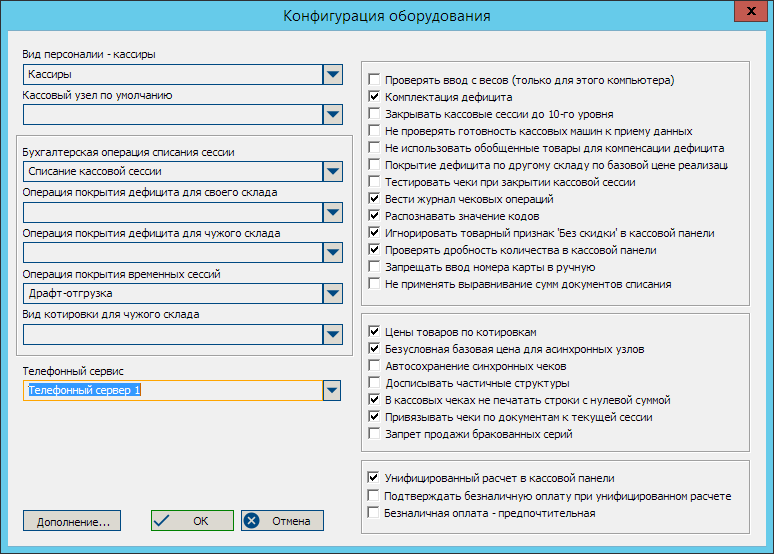 Конфигурация оборудования
x
Вид персоналии - кассиры
Кассиры
Кассовый узел по умолчанию
Бухгалтерская операция списания сессии
Списание кассовой сессии
Операция покрытия дефицита для своего склада
Операция покрытия дефицита для чужого склада
Операция покрытия временных сессий
Драфт-отгрузка
Вид котировки для чужого склада
Телефонный сервис
Телефонный сервер 1
Проверять ввод с весов (только для этого компьютера)
Комплектация дефицита
Закрывать кассовые сессии до 10-го уровня
Не проверять готовность кассовых машин к приему данных
Не использовать обобщенные товары для компенсации дефицита
Покрытие дефицита по другому складу по базовой цене реализац
Тестировать чеки при закрытии кассовой сессии
Вести журнал чековых операций
Распознавать значение кодов
Игнорировать товарный признак 'Без скидки' в кассовой панели
Проверять дробность количества в кассовой панели
Запрещать ввод номера карты в ручную
Не применять выравнивание сумм документов списания
Цены товаров по котировкам
Безусловная базовая цена для асинхронных узлов
Автосохранение синхронных чеков
Дописывать частичные структуры
В кассовых чеках не печатать строки с нулевой суммой
Привязывать чеки по документам к текущей сессии
Запрет продажи бракованных серий
Унифицированный расчет в кассовой панели
Подтверждать безналичную оплату при унифицированном расчете
Безналичная оплата - предпочтительная
Дополнение...
OK
Отмена